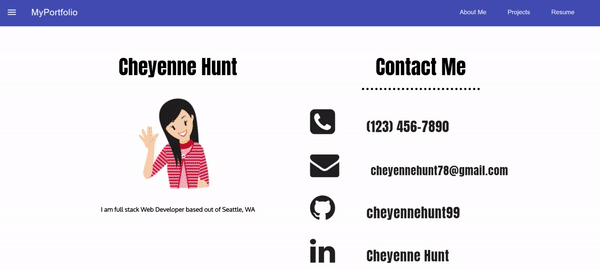 MyPortfolio
About Me
Projects
Resume
Cheyenne Hunt
I am full stack Web Developer based out of Seattle, WA
Contact Me
(123) 456-7890
cheyennehunt78@gmail.com
cheyennehunt99
in
Cheyenne Hunt